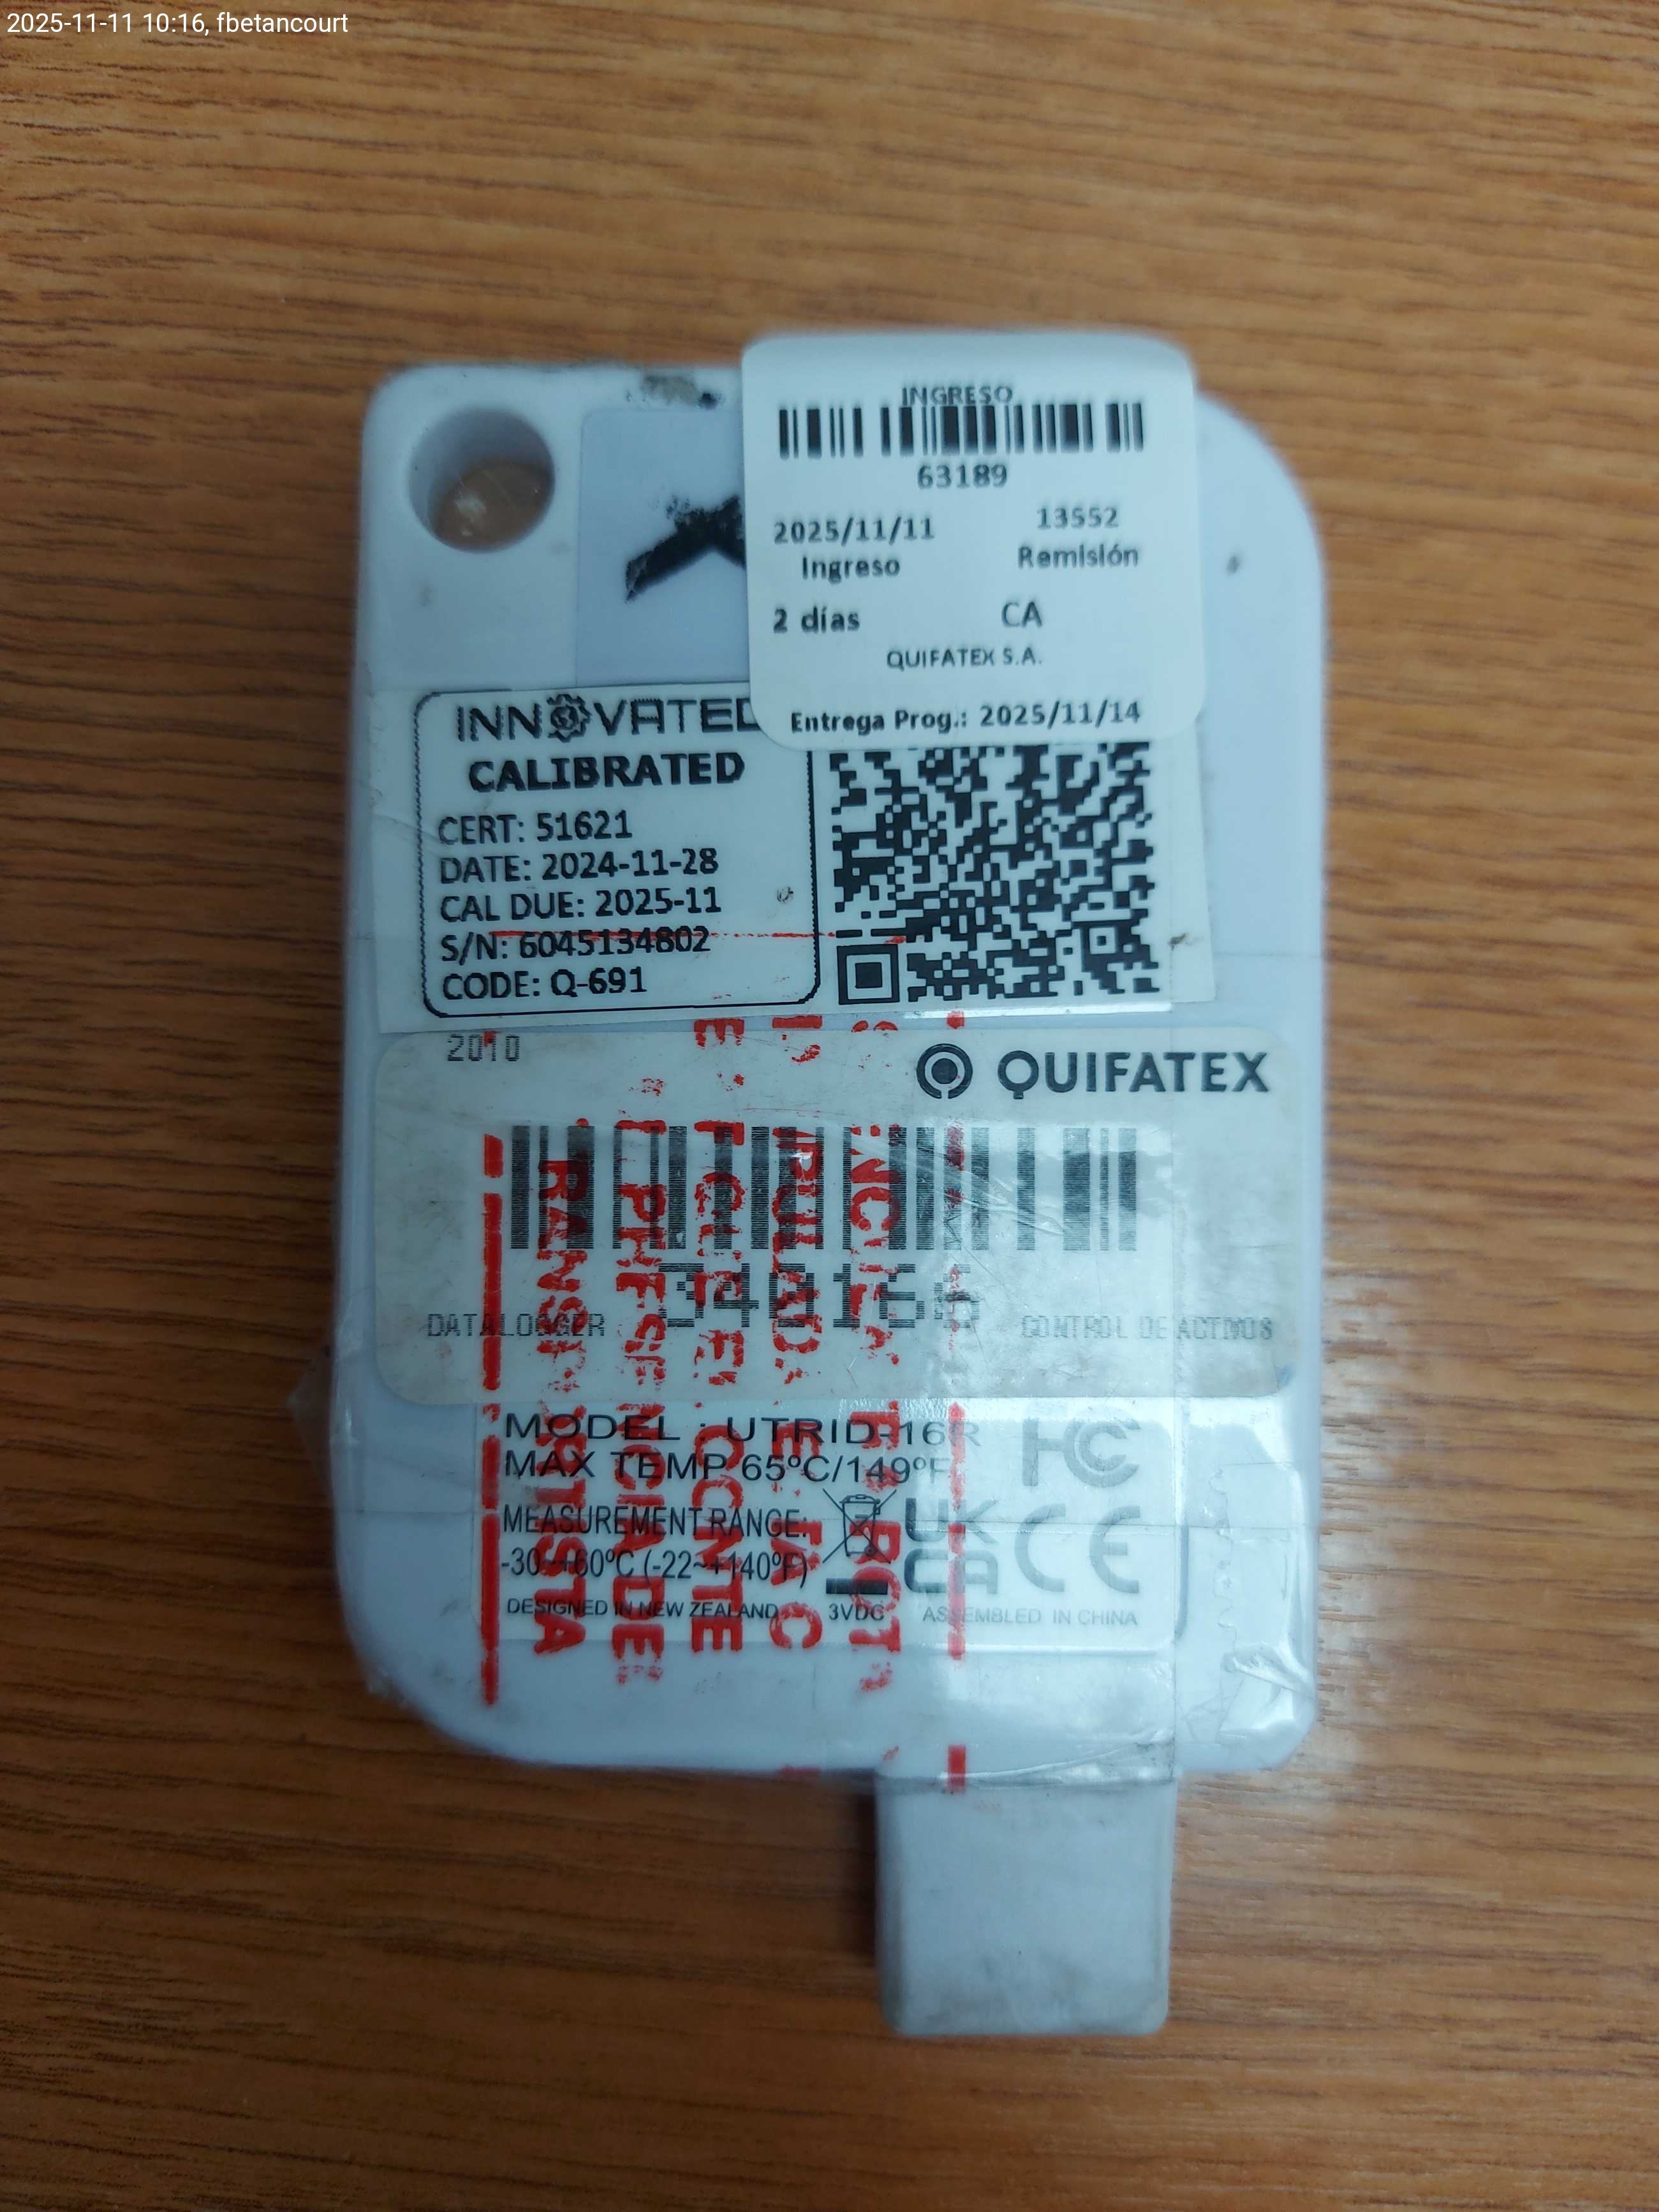 2025-11-11 10:16, fbetancourt
INGRESO
63189
2025/11/11 13552
Ingreso Remisión
2 días CA
QUIFATEX S.A.
Entrega Prog.: 2025/11/14
INNOVATED
CALIBRATED
CERT: 51621
DATE: 2024-11-28
CAL DUE: 2025-11
S/N: 6045134802
CODE: Q-691
2010
QUIFATEX
340166
DATALOGGER CONTROL DE ACTIVOS
MODEL : UTRID-16R
MAX TEMP 65ºC/149ºF
FC
MEASUREMENT RANGE:
-30~+60ºC (-22~+140ºF)
UK
CA CE
DESIGNED IN NEW ZEALAND 3VDC ASSEMBLED IN CHINA